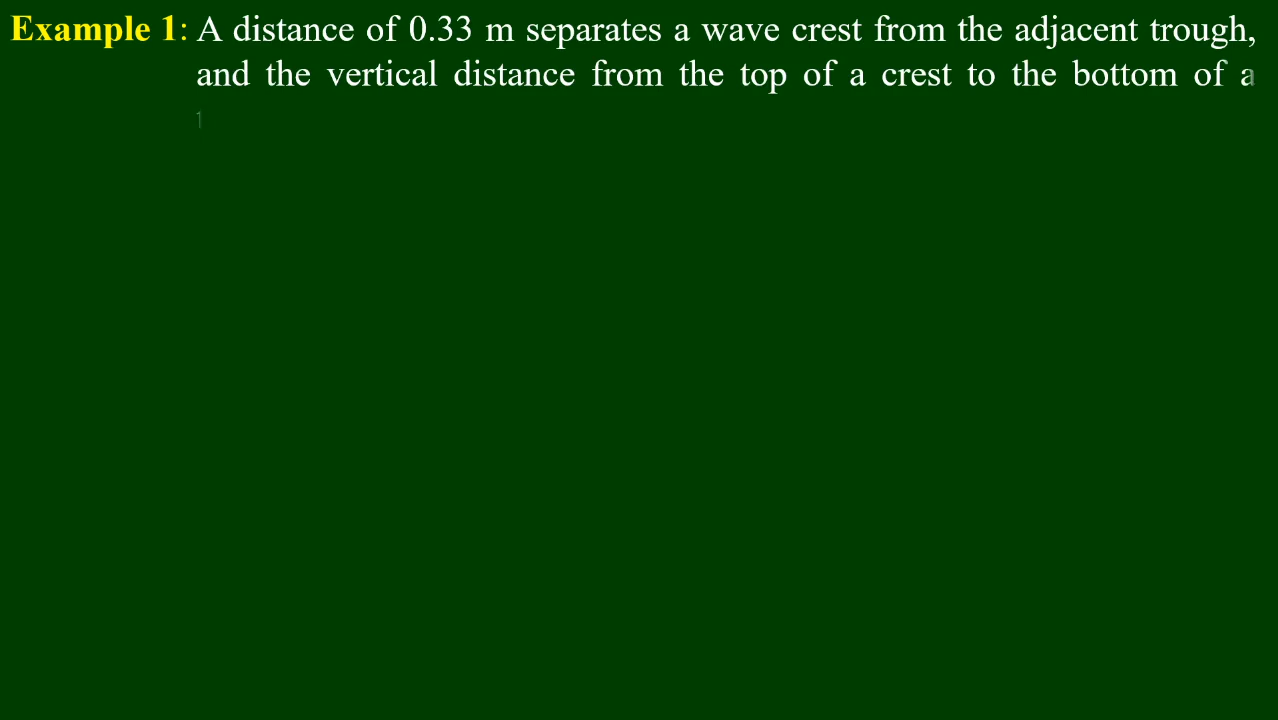 Example 1: A distance of 0.33 m separates a wave crest from the adjacent trough,
and the vertical distance from the top of a crest to the bottom of a